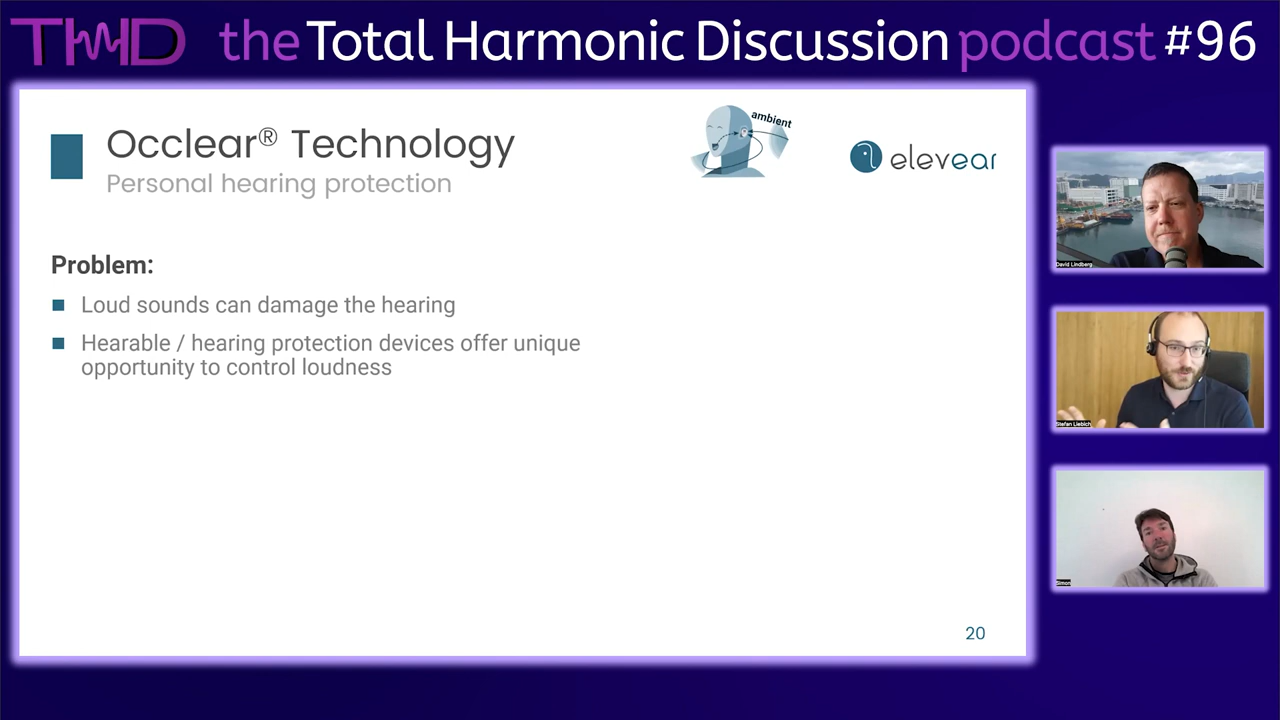 THD the Total Harmonic Discussion podcast #96
Occlear® Technology
Personal hearing protection
ambient
elevear
Problem:
Loud sounds can damage the hearing
Hearable / hearing protection devices offer unique
opportunity to control loudness
20
David Lindberg
Stefan Liebich
Simon